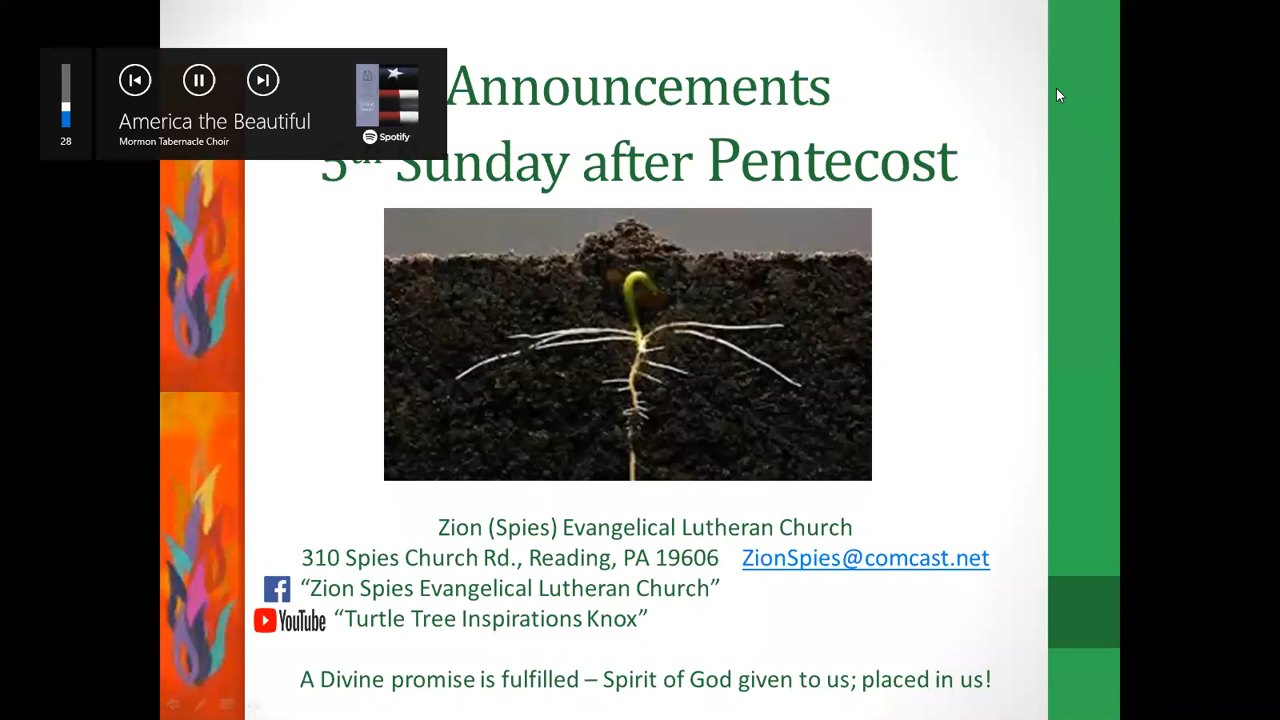 Announcements
5th Sunday after Pentecost
28
America the Beautiful
Mormon Tabernacle Choir
Spotify
Zion (Spies) Evangelical Lutheran Church
310 Spies Church Rd., Reading, PA 19606 ZionSpies@comcast.net
“Zion Spies Evangelical Lutheran Church”
YouTube “Turtle Tree Inspirations Knox”
A Divine promise is fulfilled – Spirit of God given to us; placed in us!